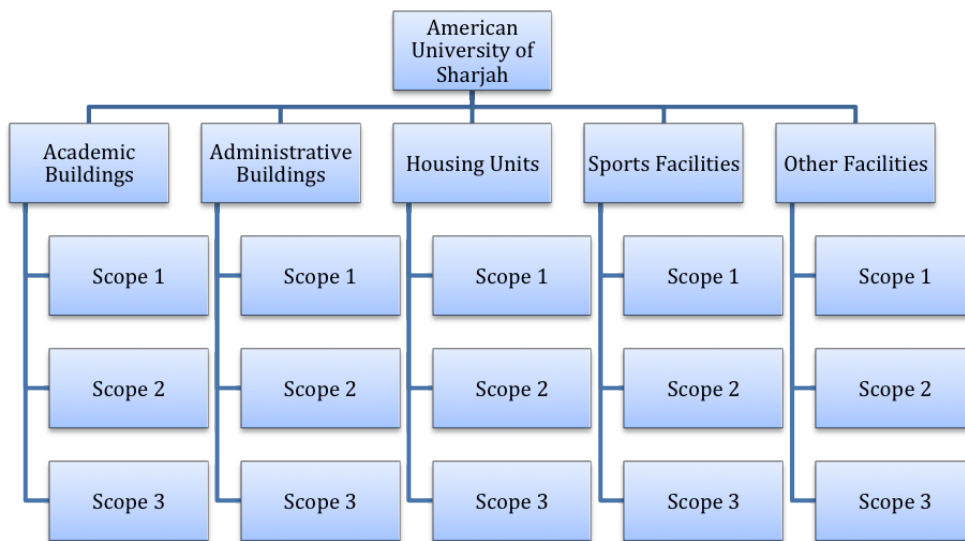 American
University of
Sharjah
Academic
Buildings
Administrative
Buildings
Housing Units
Sports Facilities
Other Facilities
Scope 1
Scope 1
Scope 1
Scope 1
Scope 1
Scope 2
Scope 2
Scope 2
Scope 2
Scope 2
Scope 3
Scope 3
Scope 3
Scope 3
Scope 3